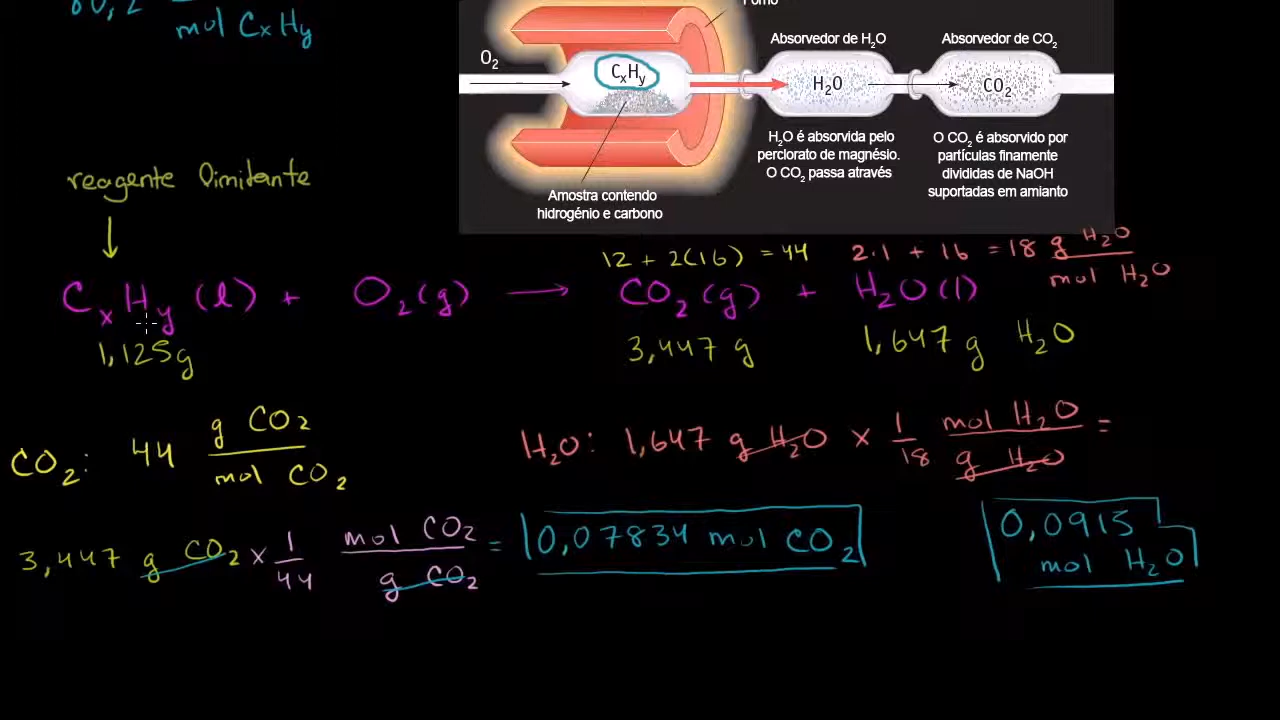 mol CxHy
Forno
O₂
CxHy
Absorvedor de H₂O
H₂O
Absorvedor de CO₂
CO₂
H₂O é absorvida pelo
perclorato de magnésio.
O CO₂ passa através
O CO₂ é absorvido por
partículas finamente
divididas de NaOH
suportadas em amianto
Amostra contendo
hidrogénio e carbono
reagente limitante
12 + 2(16) = 44
2·1 + 16 = 18 g H₂O
mol H₂O
CxHy (l) + O₂(g) → CO₂(g) + H₂O(l)
1,125g
3,447 g
1,647 g H₂O
CO₂: 44 g CO₂
mol CO₂
H₂O: 1,647 g H₂O × 1/18 mol H₂O / g H₂O =
3,447 g CO₂ × 1/44 mol CO₂ / g CO₂ = 0,07834 mol CO₂
0,0915
mol H₂O